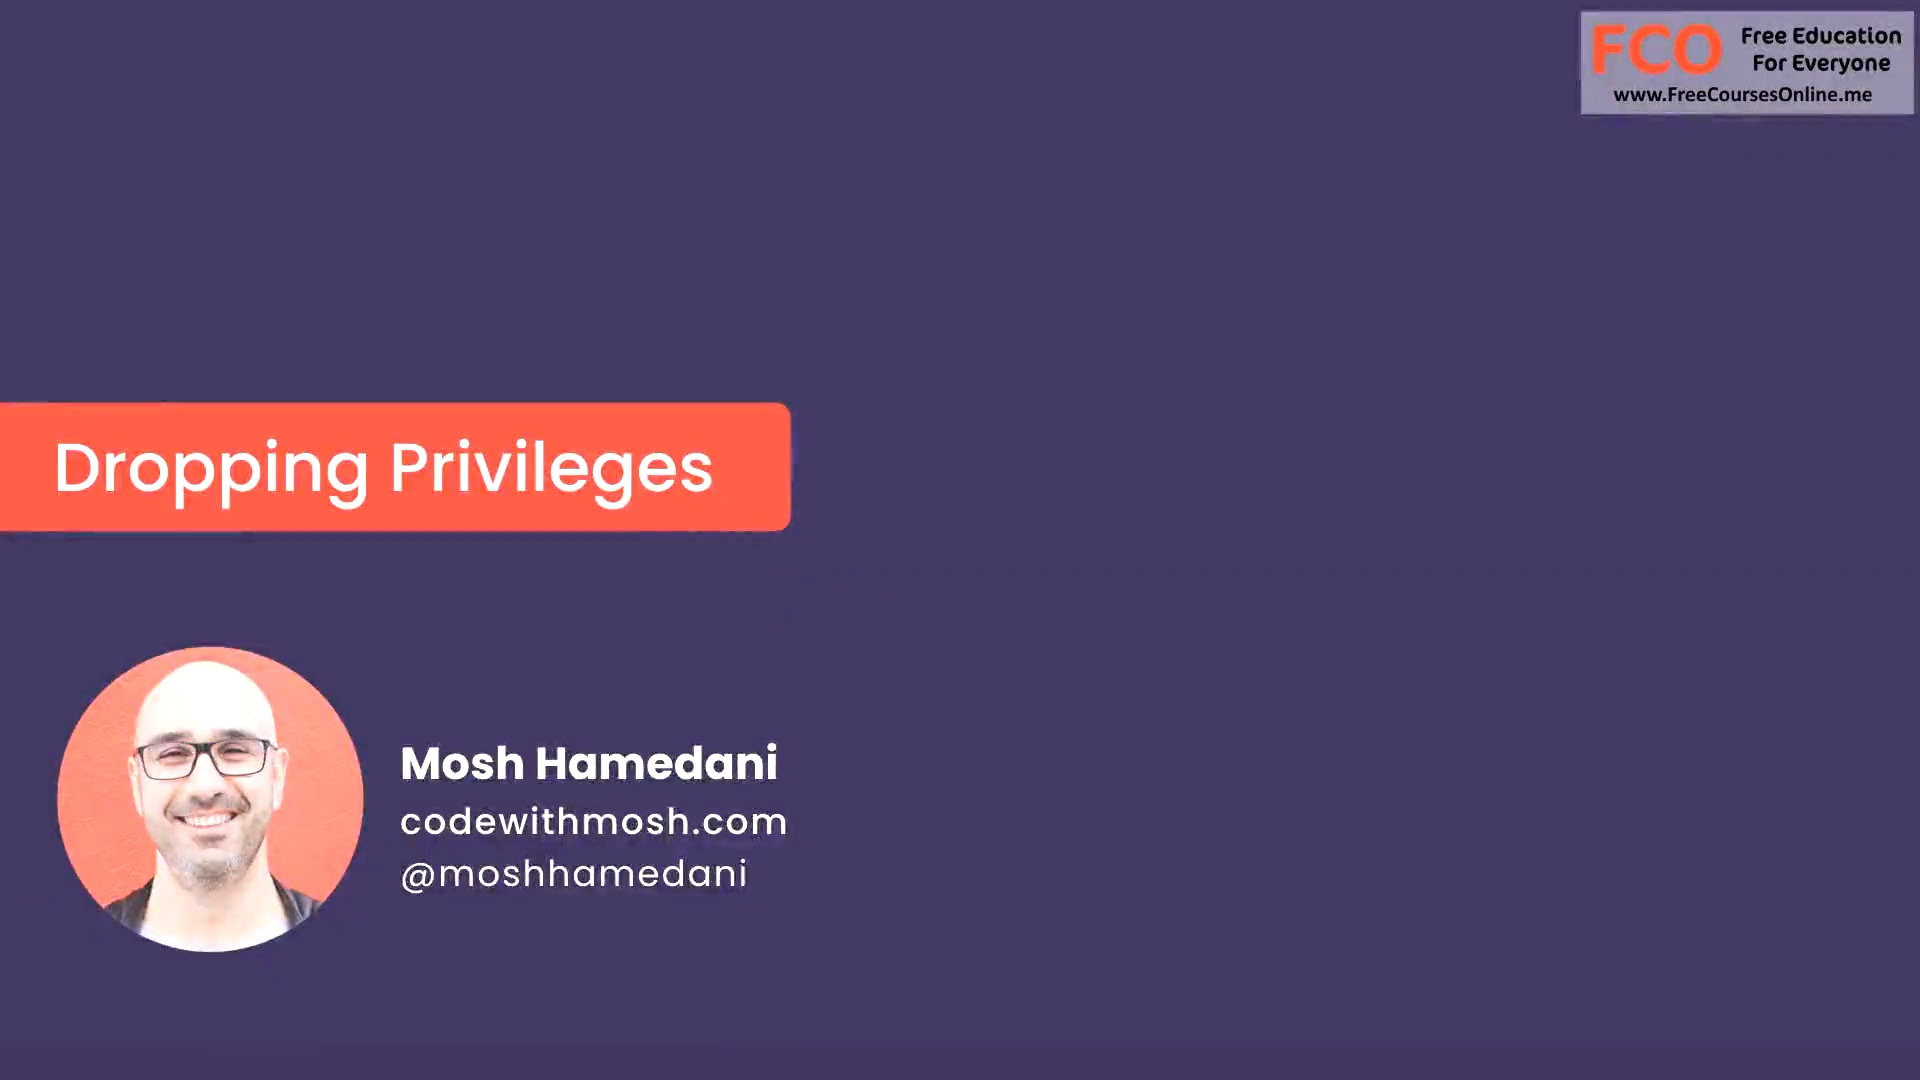 FCO
Free Education
For Everyone
www.FreeCoursesOnline.me
Dropping Privileges
Mosh Hamedani
codewithmosh.com
@moshhamedani